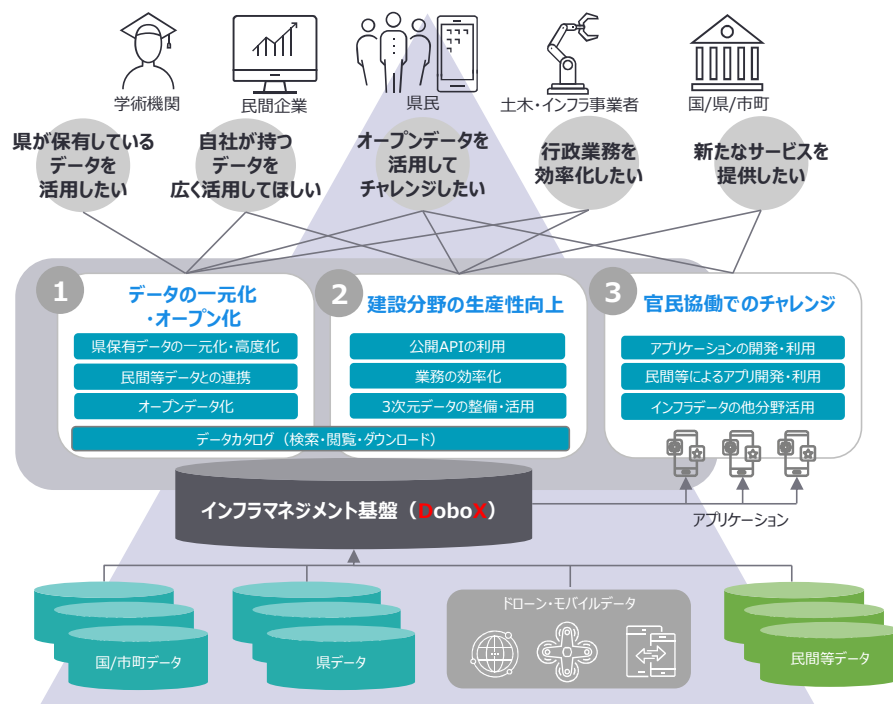 学術機関
民間企業
県民
土木・インフラ事業者
国/県/市町
県が保有している
データを
活用したい
自社が持つ
データを
広く活用してほしい
オープンデータを
活用して
チャレンジしたい
行政業務を
効率化したい
新たなサービスを
提供したい
1
データの一元化
・オープン化
県保有データの一元化・高度化
民間等データとの連携
オープンデータ化
2
建設分野の生産性向上
公開APIの利用
業務の効率化
3次元データの整備・活用
データカタログ（検索・閲覧・ダウンロード）
3
官民協働でのチャレンジ
アプリケーションの開発・利用
民間等によるアプリ開発・利用
インフラデータの他分野活用
インフラマネジメント基盤（DoboX）
アプリケーション
国/市町データ
県データ
ドローン・モバイルデータ
民間等データ